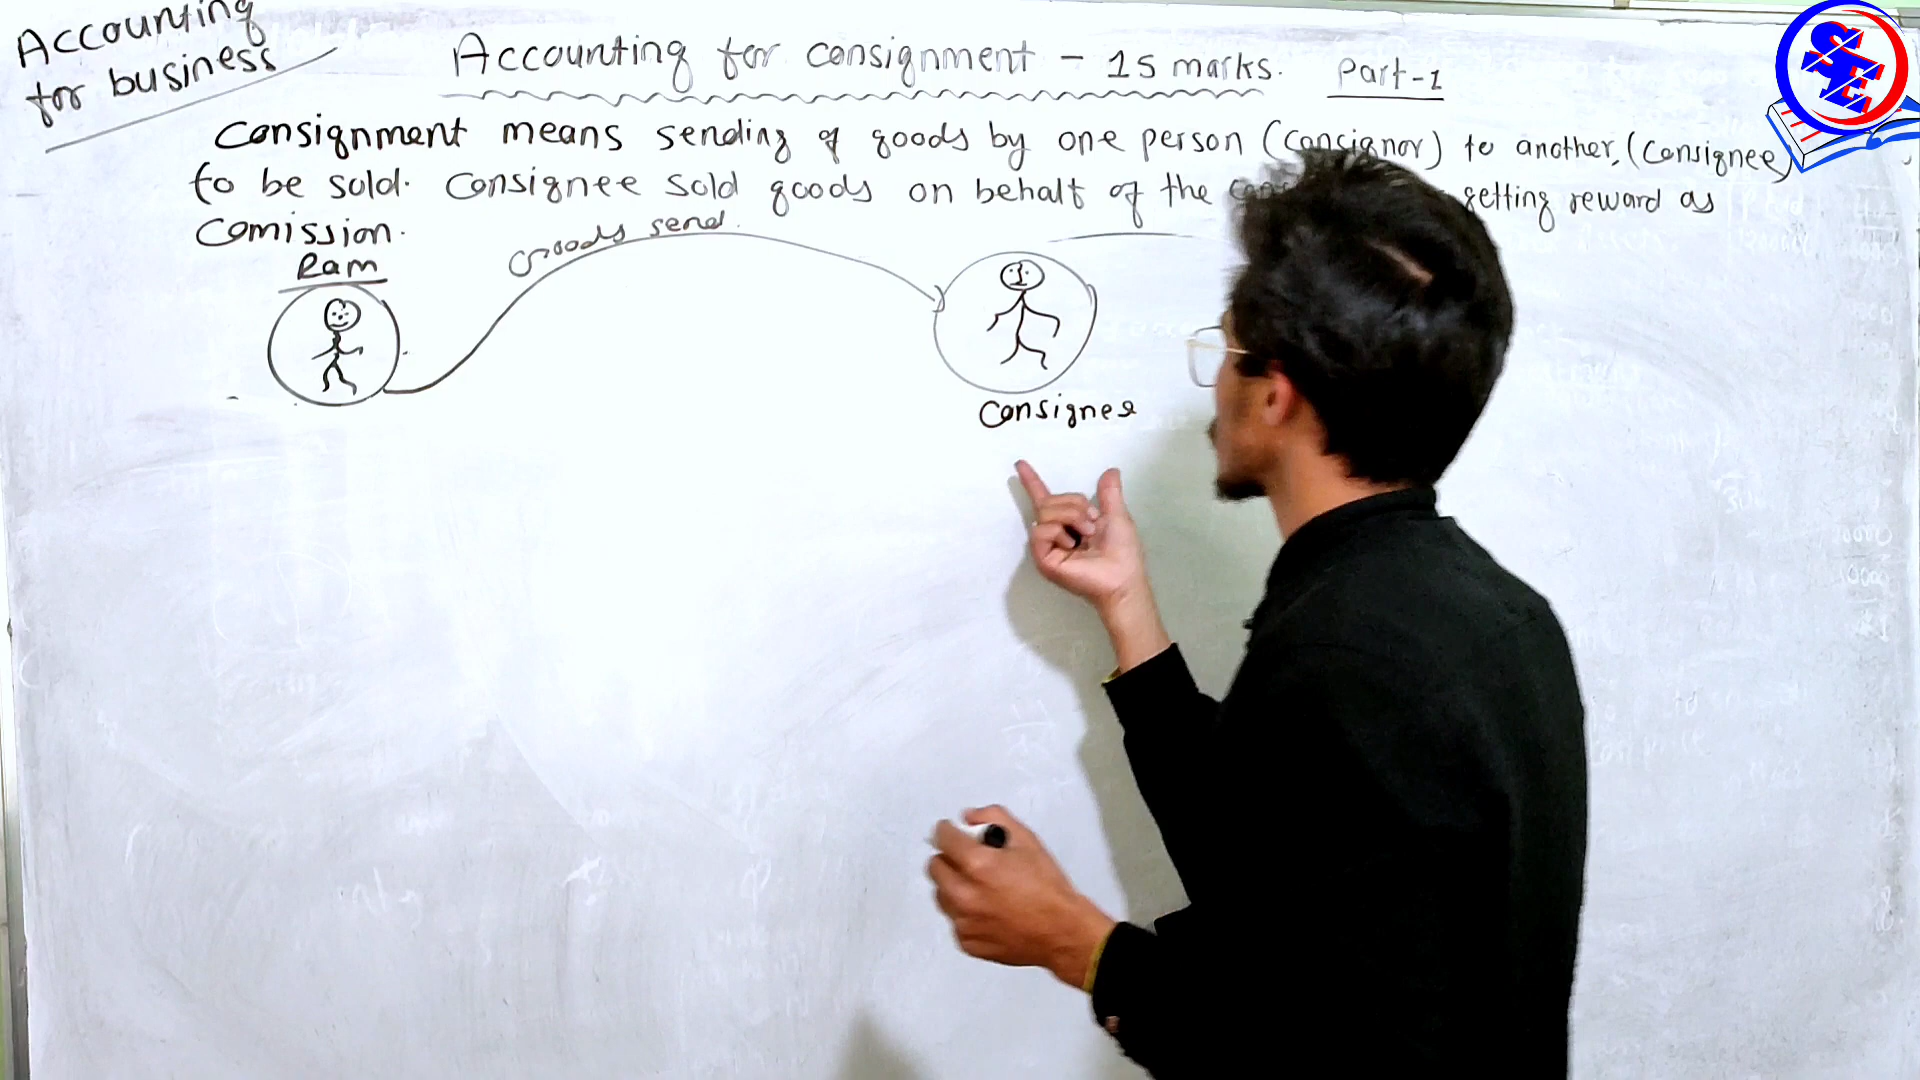 Accounting
for business
Accounting for consignment - 15 marks. Part-1
Consignment means sending of goods by one person (Consignor) to another, (Consignee)
to be sold. Consignee sold goods on behalf of the getting reward as
Comission.
Goods send.
Ram
Consignee